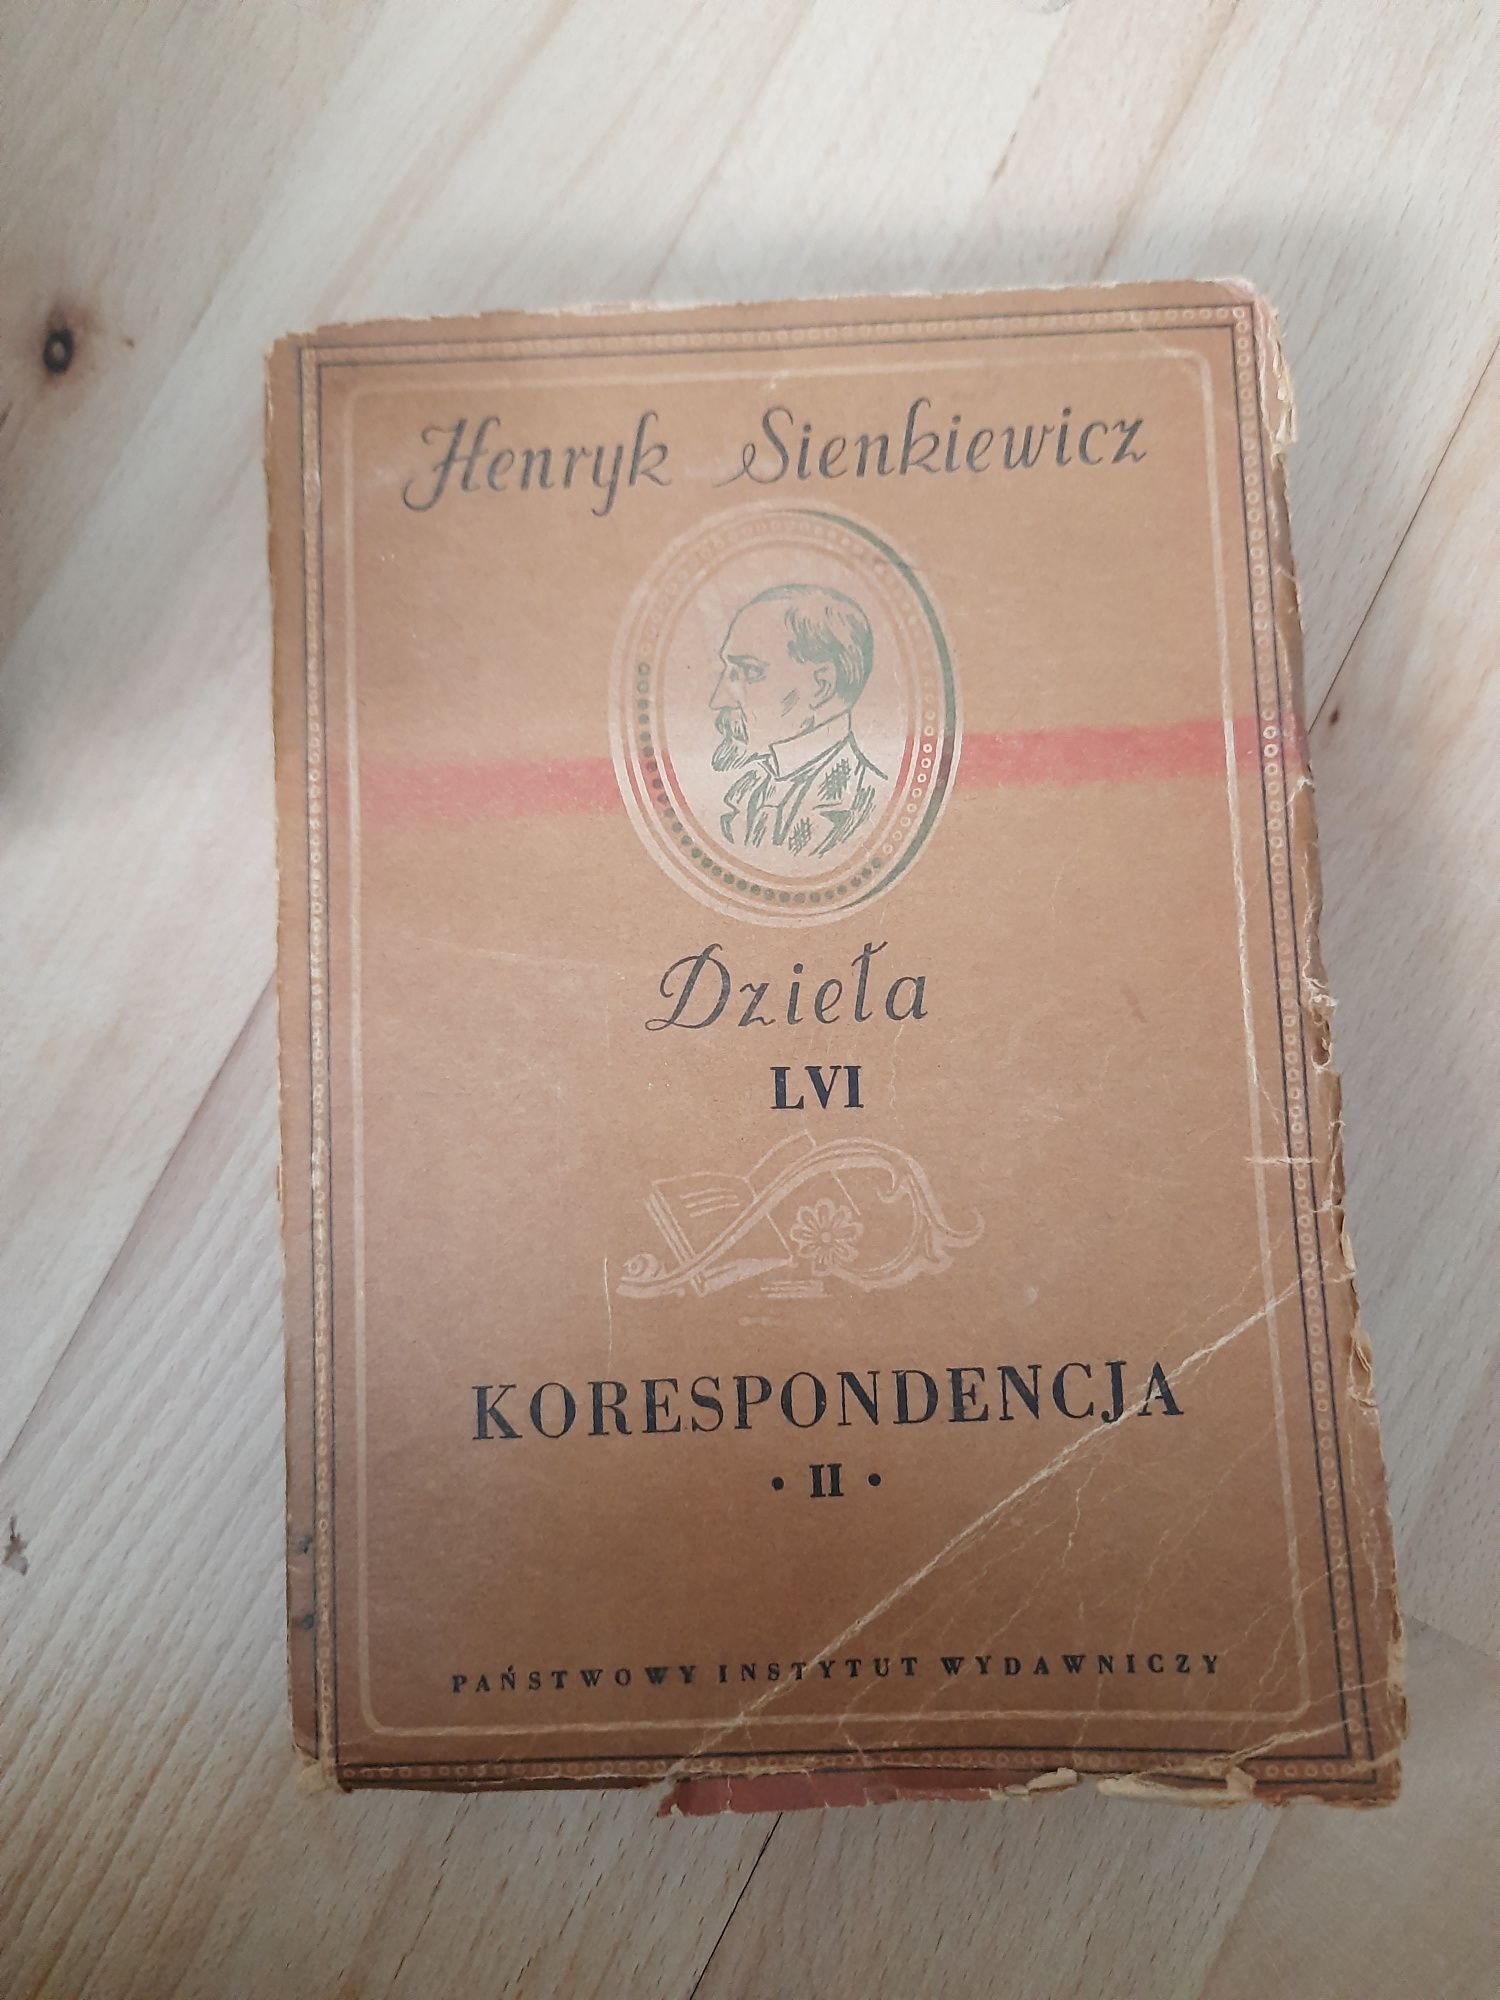 Henryk Sienkiewicz
Dzieła
LVI
KORESPONDENCJA
• II •
PAŃSTWOWY INSTYTUT WYDAWNICZY